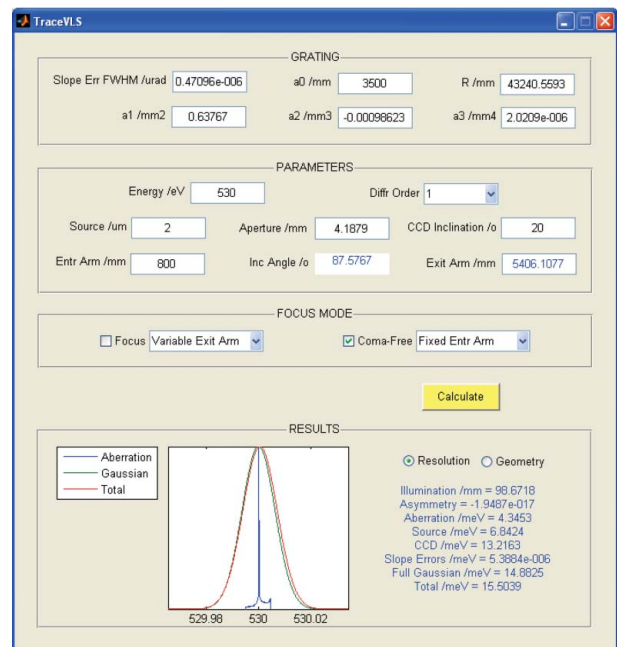 TraceVLS
GRATING
Slope Err FWHM /urad 0.47096e-006 a0 /mm 3500 R /mm 43240.5593
a1 /mm2 0.63767 a2 /mm3 -0.00098623 a3 /mm4 2.0209e-006
PARAMETERS
Energy /eV 530 Diffr Order 1
Source /um 2 Aperture /mm 4.1879 CCD Inclination /o 20
Entr Arm /mm 800 Inc Angle /o 87.5767 Exit Arm /mm 5406.1077
FOCUS MODE
Focus Variable Exit Arm Coma-Free Fixed Entr Arm
Calculate
RESULTS
Aberration
Gaussian
Total
529.98 530 530.02
Resolution Geometry
Illumination /mm = 98.6718
Asymmetry = -1.9487e-017
Aberration /meV = 4.3453
Source /meV = 6.8424
CCD /meV = 13.2163
Slope Errors /meV = 5.3884e-006
Full Gaussian /meV = 14.8825
Total /meV = 15.5039